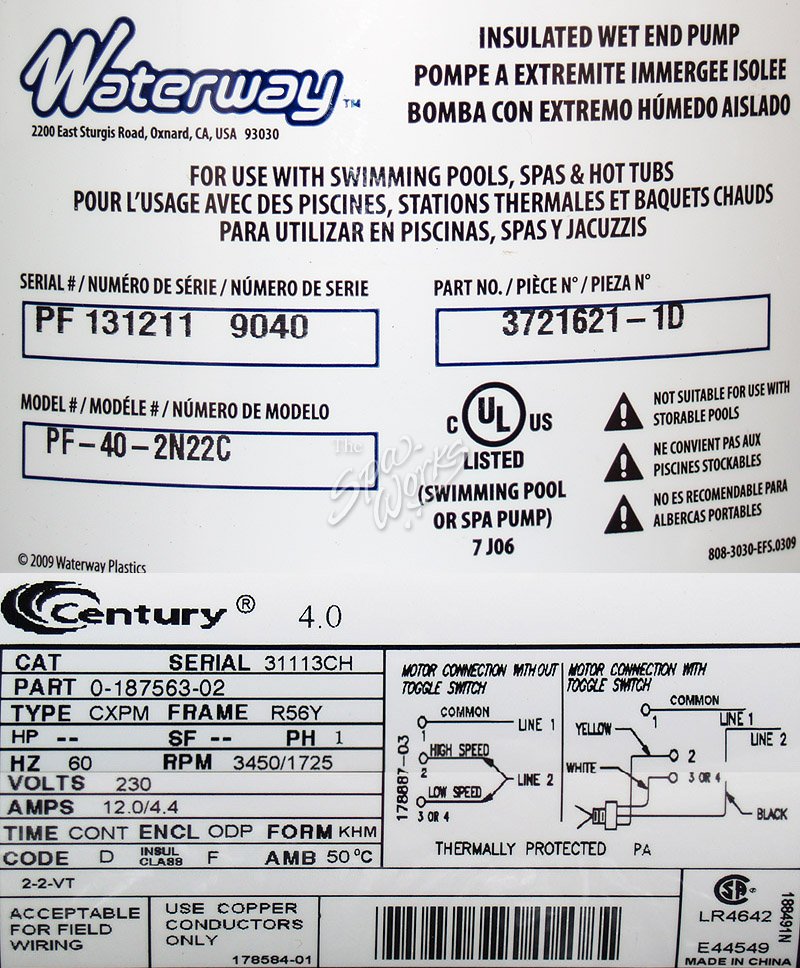 Waterway™
2200 East Sturgis Road, Oxnard, CA, USA 93030
INSULATED WET END PUMP
POMPE A EXTREMITE IMMERGEE ISOLEE
BOMBA CON EXTREMO HÚMEDO AISLADO
FOR USE WITH SWIMMING POOLS, SPAS & HOT TUBS
POUR L'USAGE AVEC DES PISCINES, STATIONS THERMALES ET BAQUETS CHAUDS
PARA UTILIZAR EN PISCINAS, SPAS Y JACUZZIS
SERIAL # / NUMÉRO DE SÉRIE / NÚMERO DE SERIE
PF 131211 9040
PART NO. / PIÈCE N° / PIEZA N°
3721621-1D
MODEL # / MODÉLE # / NÚMERO DE MODELO
PF-40-2N22C
The Spa Works
C UL US
LISTED
(SWIMMING POOL
OR SPA PUMP)
7 J06
NOT SUITABLE FOR USE WITH
STORABLE POOLS
NE CONVIENT PAS AUX
PISCINES STOCKABLES
NO ES RECOMENDABLE PARA
ALBERCAS PORTABLES
© 2009 Waterway Plastics
808-3030-EFS.0309
Century® 4.0
CAT SERIAL 31113CH
PART 0-187563-02
TYPE CXPM FRAME R56Y
HP -- SF -- PH 1
HZ 60 RPM 3450/1725
VOLTS 230
AMPS 12.0/4.4
TIME CONT ENCL ODP FORM KHM
CODE D INSUL CLASS F AMB 50°C
2-2-VT
ACCEPTABLE
FOR FIELD
WIRING
USE COPPER
CONDUCTORS
ONLY
178584-01
178887-03
MOTOR CONNECTION WITHOUT
TOGGLE SWITCH
COMMON
1
LINE 1
HIGH SPEED
2
LINE 2
LOW SPEED
3 OR 4
MOTOR CONNECTION WITH
TOGGLE SWITCH
COMMON
1
LINE 1
LINE 2
YELLOW
2
WHITE
3 OR 4
BLACK
THERMALLY PROTECTED PA
SA
LR4642
E44549
MADE IN CHINA
188491N